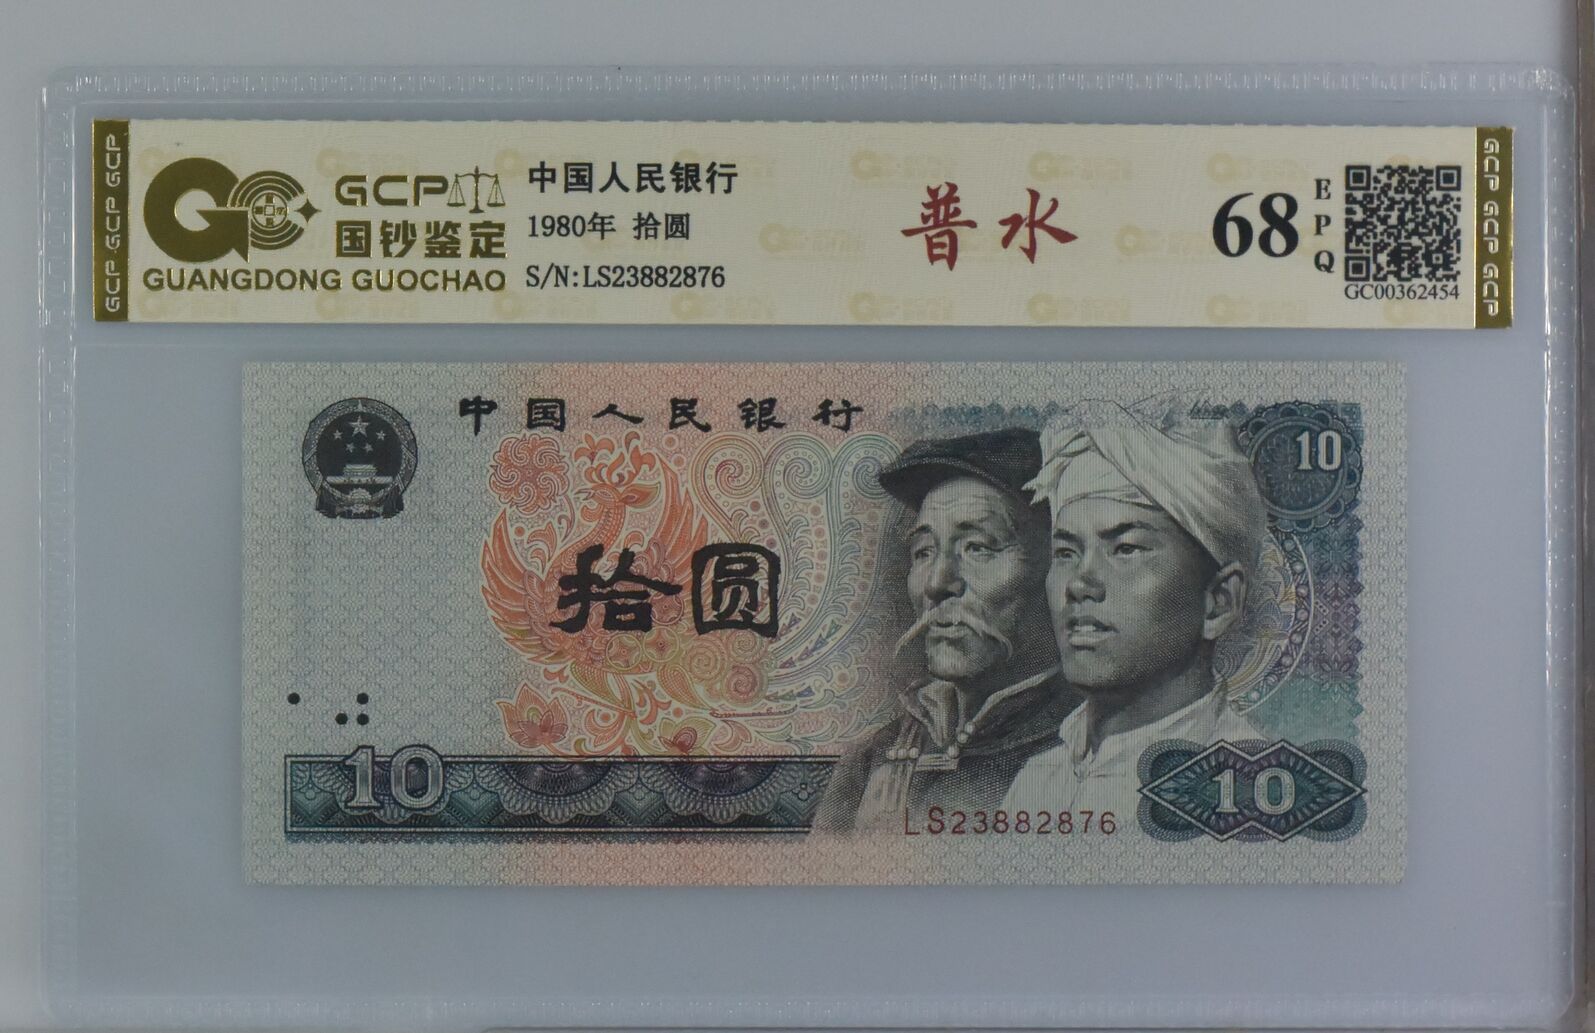 GCP GCP GCP
GCP
国钞鉴定
GUANGDONG GUOCHAO
中国人民银行
1980年 拾圆
S/N:LS23882876
普水
68
EPQ
GC00362454
GCP GCP GCP
中国人民银行
10
拾圆
10
LS23882876
10